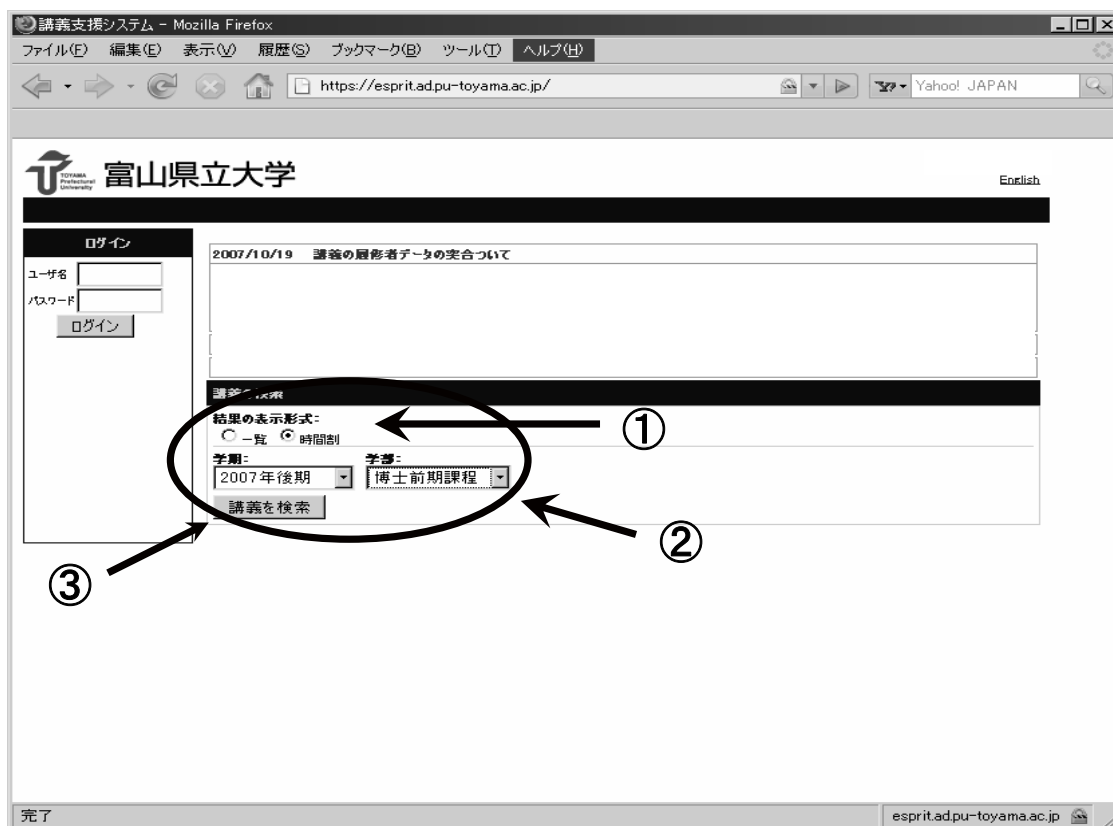 講義支援システム - Mozilla Firefox
ファイル(F) 編集(E) 表示(V) 履歴(S) ブックマーク(B) ツール(T) ヘルプ(H)
https://esprit.ad.pu-toyama.ac.jp/ Yahoo! JAPAN
TOYAMA Prefectural University 富山県立大学
English
ログイン
2007/10/19 講義の履修者データの実合ついて
ユーザ名
パスワード
ログイン
講義の検索
結果の表示形式:
一覧 時間割
①
学期: 学部:
2007年後期 博士前期課程
講義を検索
②
③
完了 esprit.ad.pu-toyama.ac.jp